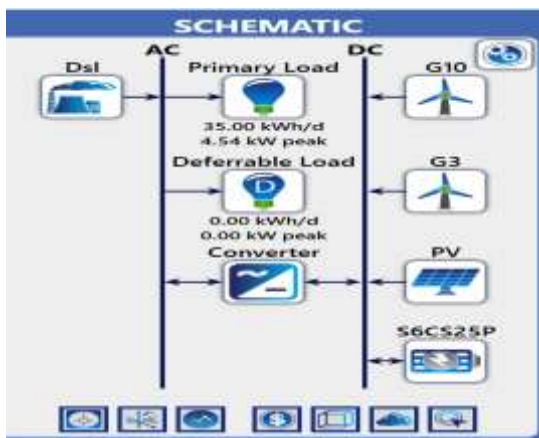 SCHEMATIC
AC DC
Dsl Primary Load G10
35.00 kWh/d
4.54 kW peak
Deferrable Load G3
D
0.00 kWh/d
0.00 kW peak
Converter PV
S6CS25P